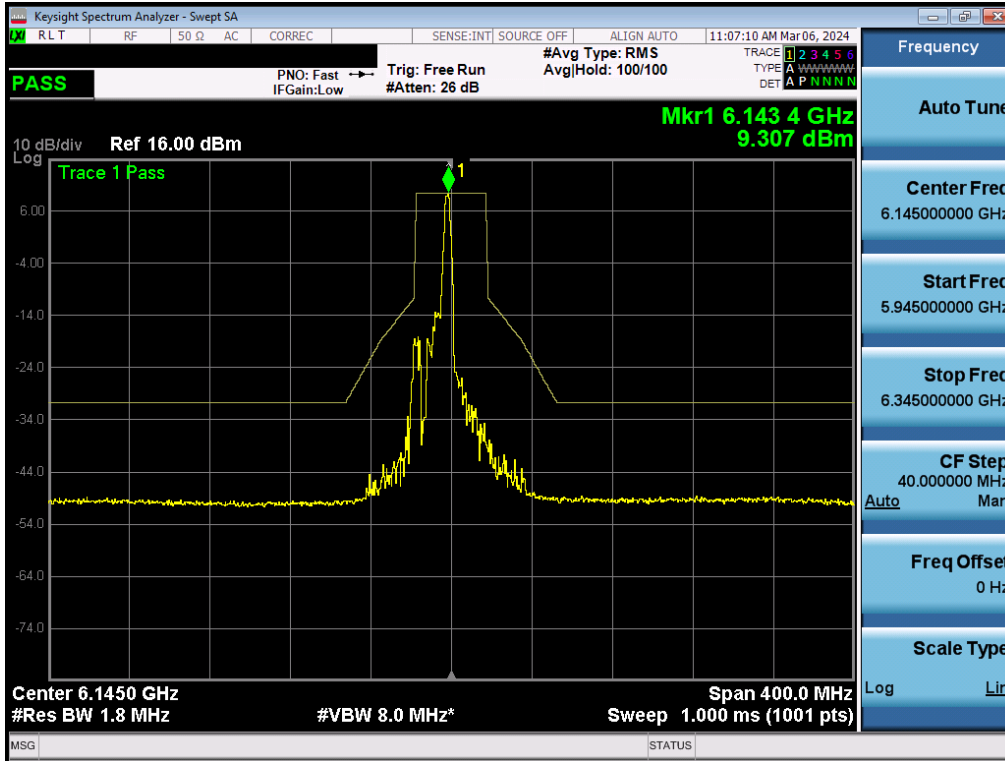 Keysight Spectrum Analyzer - Swept SA
LXI RLT RF 50 Ω AC CORREC SENSE:INT SOURCE OFF ALIGN AUTO 11:07:10 AM Mar 06, 2024
PASS
PNO: Fast
IFGain:Low
Trig: Free Run
#Atten: 26 dB
#Avg Type: RMS
Avg|Hold: 100/100
TRACE 1 2 3 4 5 6
TYPE A WWWWW
DET A P N N N N
Mkr1 6.143 4 GHz
9.307 dBm
10 dB/div Ref 16.00 dBm
Log
Trace 1 Pass
1
6.00
-4.00
-14.0
-24.0
-34.0
-44.0
-54.0
-64.0
-74.0
Center 6.1450 GHz Span 400.0 MHz
#Res BW 1.8 MHz #VBW 8.0 MHz* Sweep 1.000 ms (1001 pts)
MSG STATUS
Frequency
Auto Tune
Center Freq
6.145000000 GHz
Start Freq
5.945000000 GHz
Stop Freq
6.345000000 GHz
CF Step
40.000000 MHz
Auto Man
Freq Offset
0 Hz
Scale Type
Log Lin